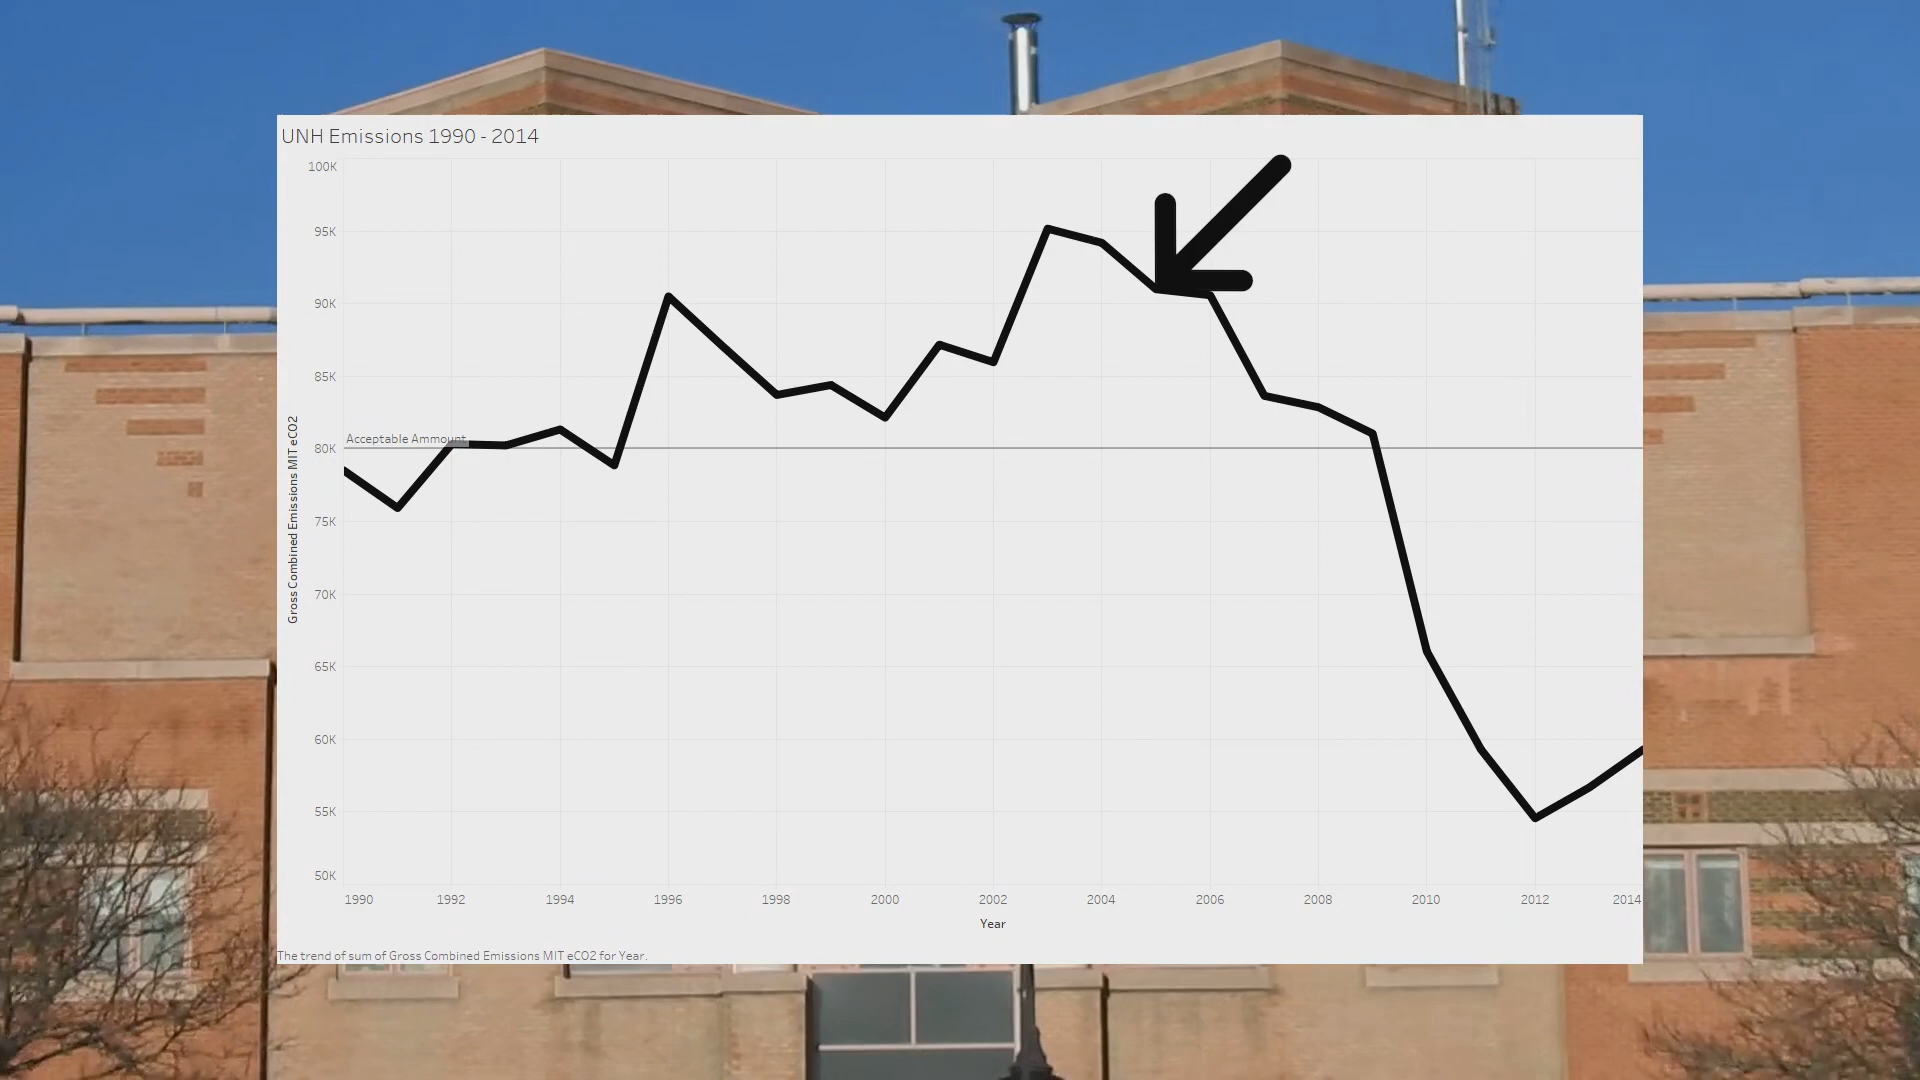 UNH Emissions 1990 - 2014
100K
95K
90K
85K
80K
75K
70K
65K
60K
55K
50K
Acceptable Ammount
Gross Combined Emissions MIT eCO2
1990 1992 1994 1996 1998 2000 2002 2004 2006 2008 2010 2012 2014
Year
The trend of sum of Gross Combined Emissions MIT eCO2 for Year.